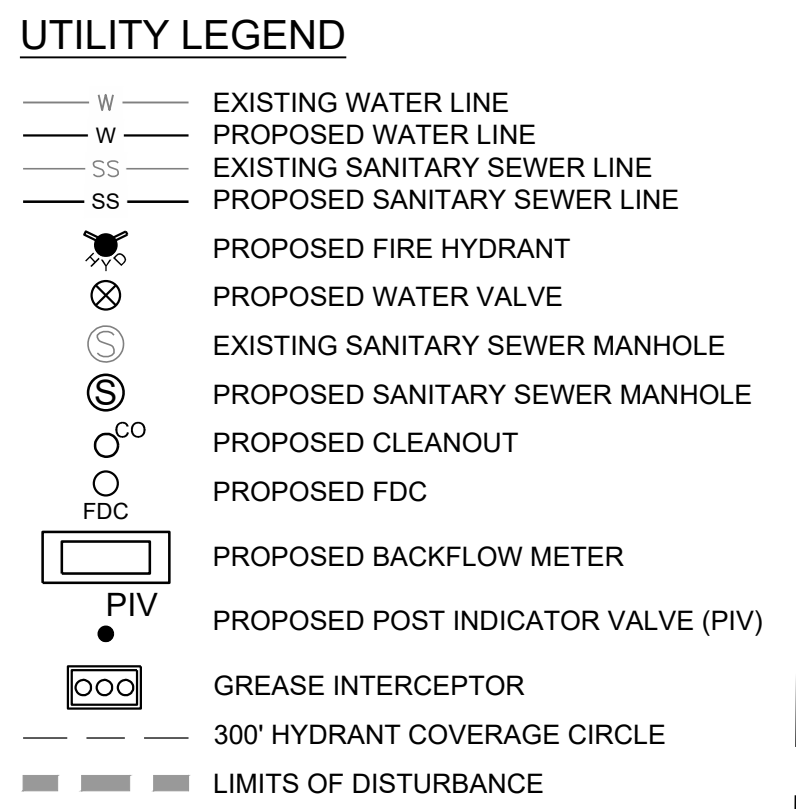 UTILITY LEGEND
W EXISTING WATER LINE
W PROPOSED WATER LINE
SS EXISTING SANITARY SEWER LINE
SS PROPOSED SANITARY SEWER LINE
HYD PROPOSED FIRE HYDRANT
PROPOSED WATER VALVE
S EXISTING SANITARY SEWER MANHOLE
S PROPOSED SANITARY SEWER MANHOLE
CO PROPOSED CLEANOUT
FDC PROPOSED FDC
PROPOSED BACKFLOW METER
PIV PROPOSED POST INDICATOR VALVE (PIV)
GREASE INTERCEPTOR
300' HYDRANT COVERAGE CIRCLE
LIMITS OF DISTURBANCE